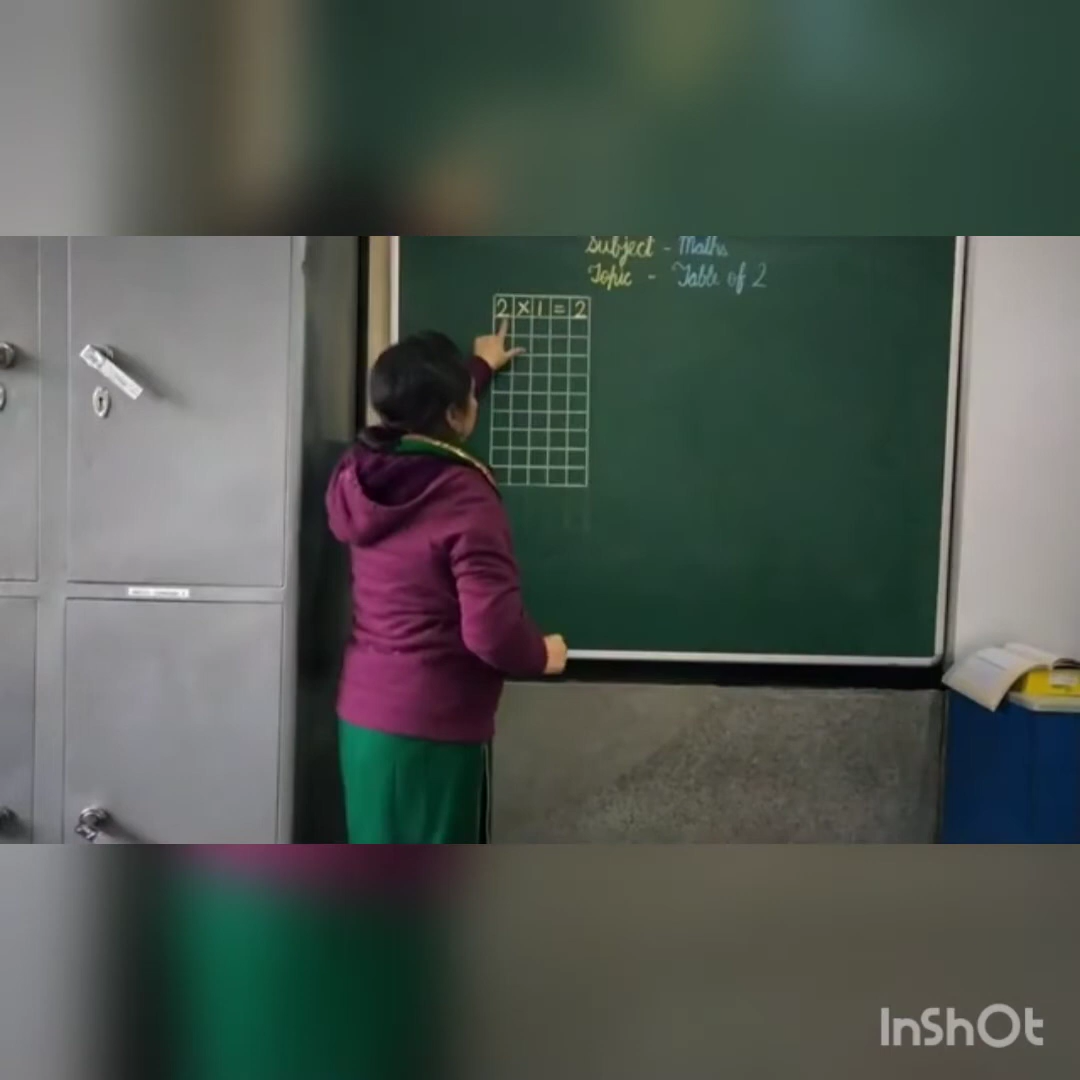 Subject - Maths
Topic - Table of 2
2 × 1 = 2
InShOt